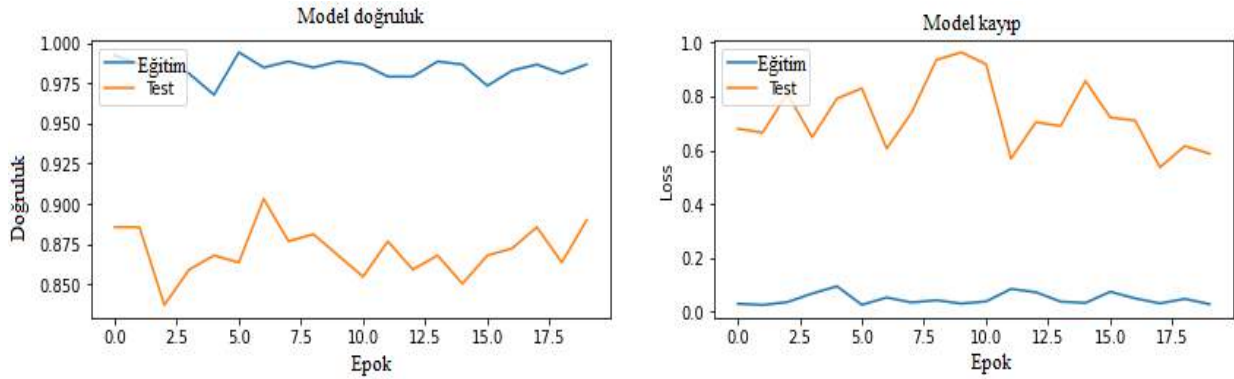 Model doğruluk
1.000
0.975
0.950
0.925
0.900
0.875
0.850
Doğruluk
Eğitim
Test
0.0 2.5 5.0 7.5 10.0 12.5 15.0 17.5
Epok
Model kayıp
1.0
0.8
0.6
0.4
0.2
0.0
Loss
Eğitim
Test
0.0 2.5 5.0 7.5 10.0 12.5 15.0 17.5
Epok